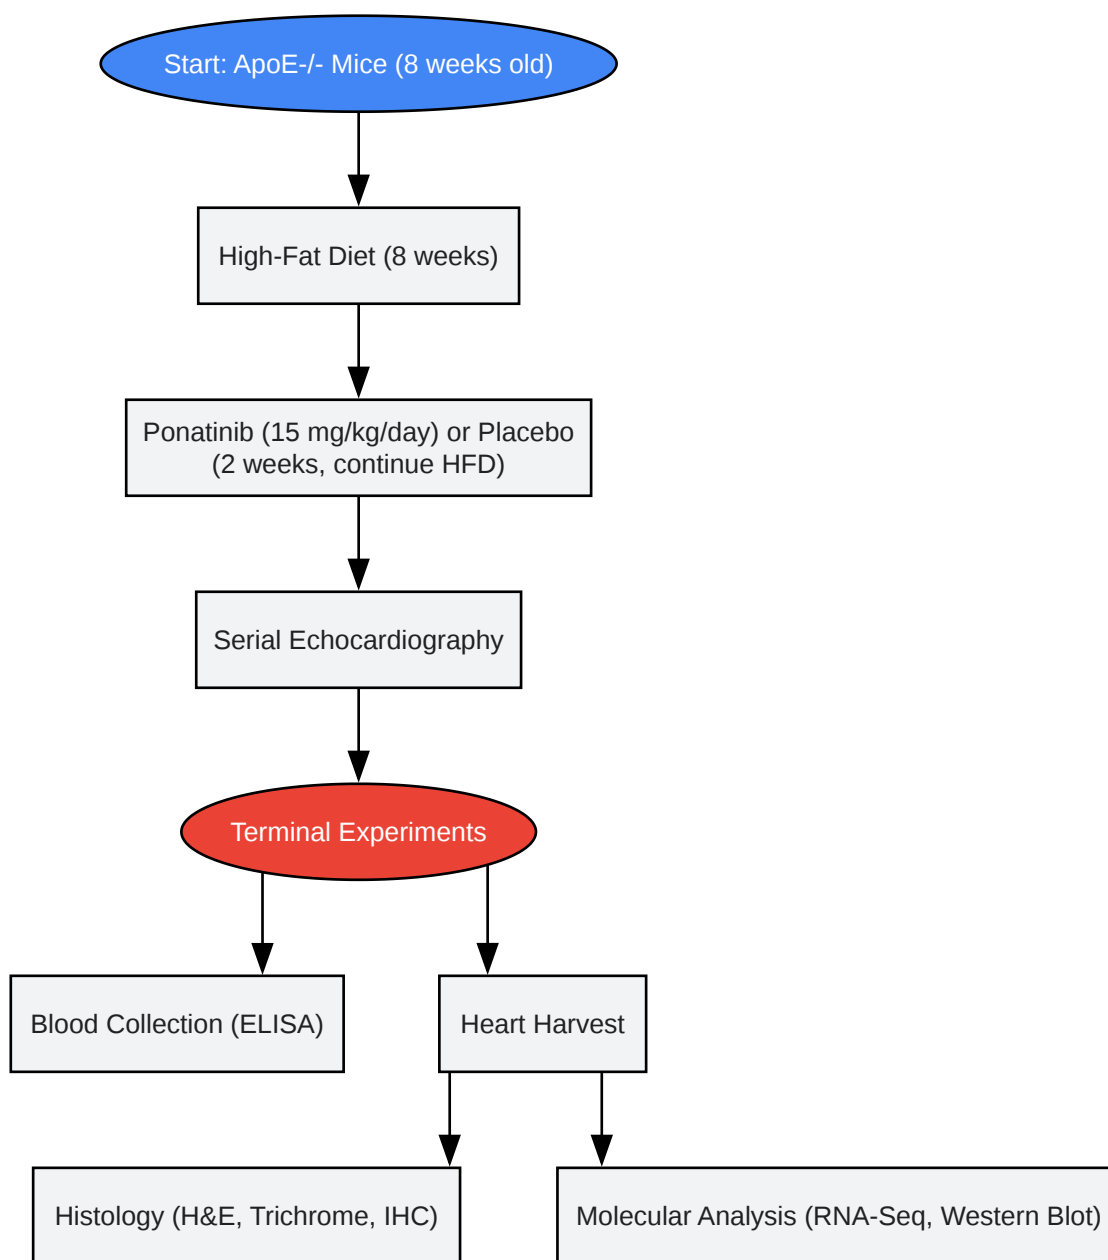 Start: ApoE-/- Mice (8 weeks old)
High-Fat Diet (8 weeks)
Ponatinib (15 mg/kg/day) or Placebo
(2 weeks, continue HFD)
Serial Echocardiography
Terminal Experiments
Blood Collection (ELISA)
Heart Harvest
Histology (H&E, Trichrome, IHC)
Molecular Analysis (RNA-Seq, Western Blot)